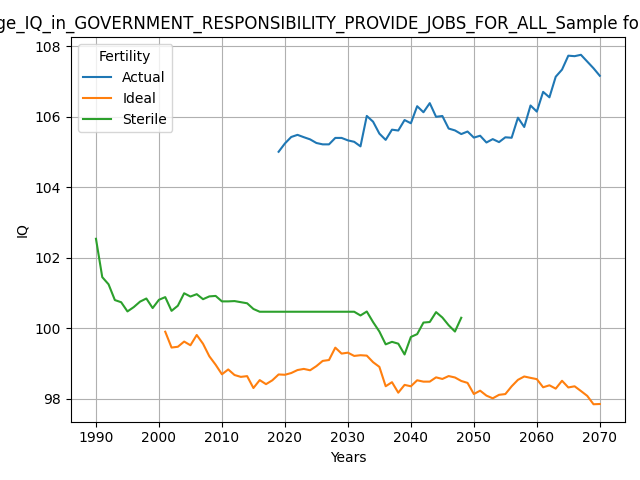 ge_IQ_in_GOVERNMENT_RESPONSIBILITY_PROVIDE_JOBS_FOR_ALL_Sample fo
Fertility
Actual
Ideal
Sterile
108
106
104
102
100
98
IQ
1990 2000 2010 2020 2030 2040 2050 2060 2070
Years